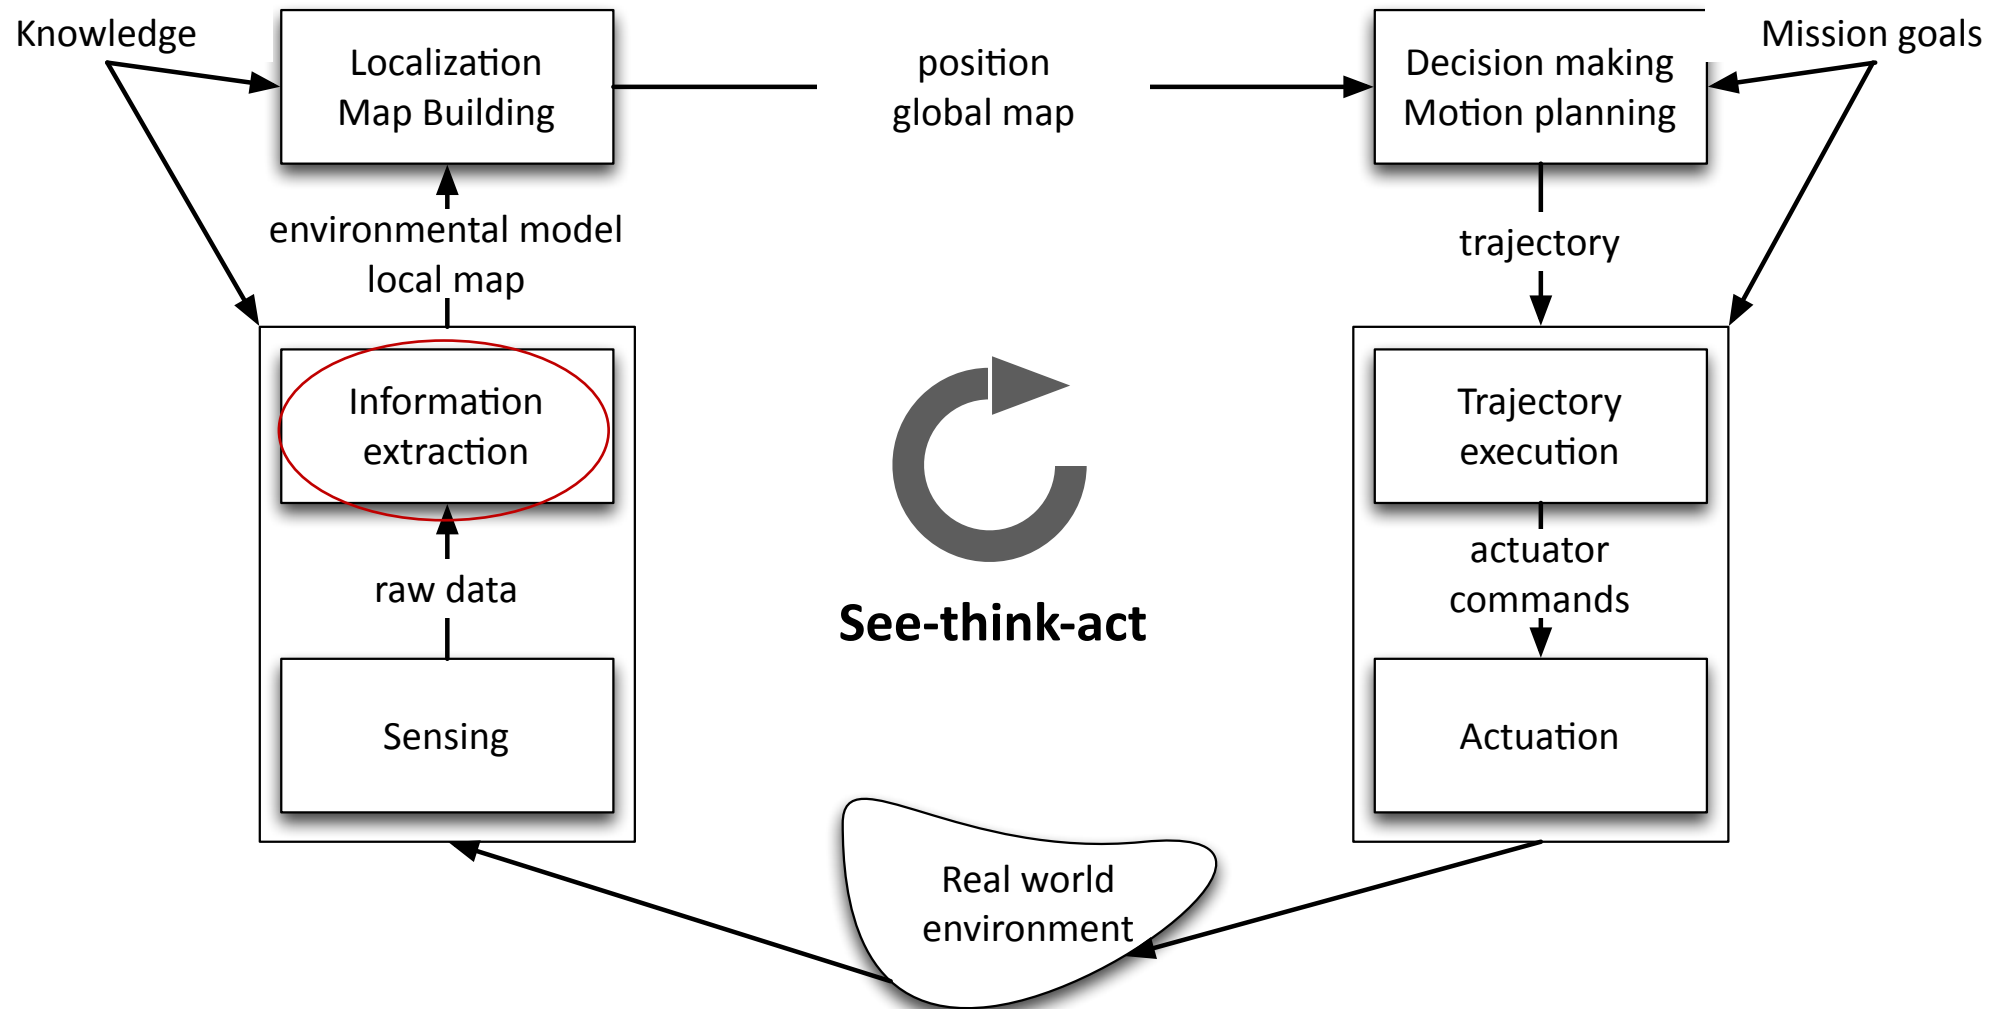 Knowledge
Localization
Map Building
position
global map
Decision making
Motion planning
Mission goals
environmental model
local map
trajectory
Information
extraction
Trajectory
execution
raw data
actuator
commands
See-think-act
Sensing
Actuation
Real world
environment